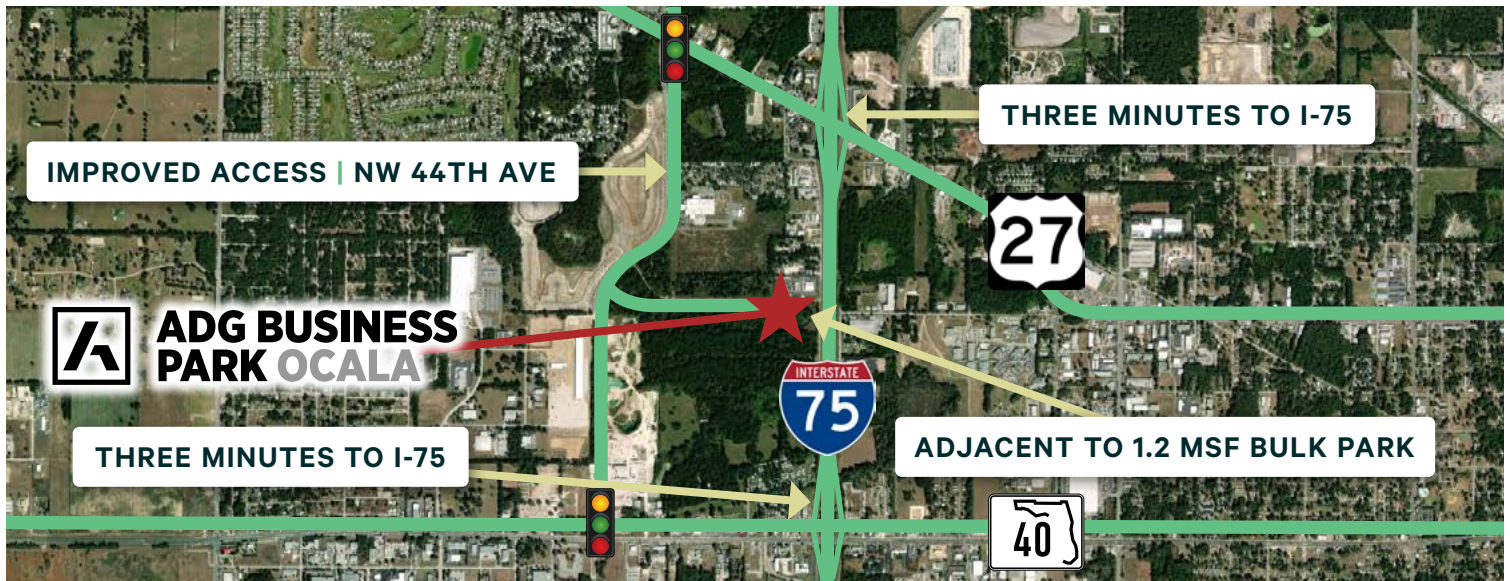 THREE MINUTES TO I-75
IMPROVED ACCESS | NW 44TH AVE
27
ADG BUSINESS
PARK OCALA
INTERSTATE
75
THREE MINUTES TO I-75
ADJACENT TO 1.2 MSF BULK PARK
40